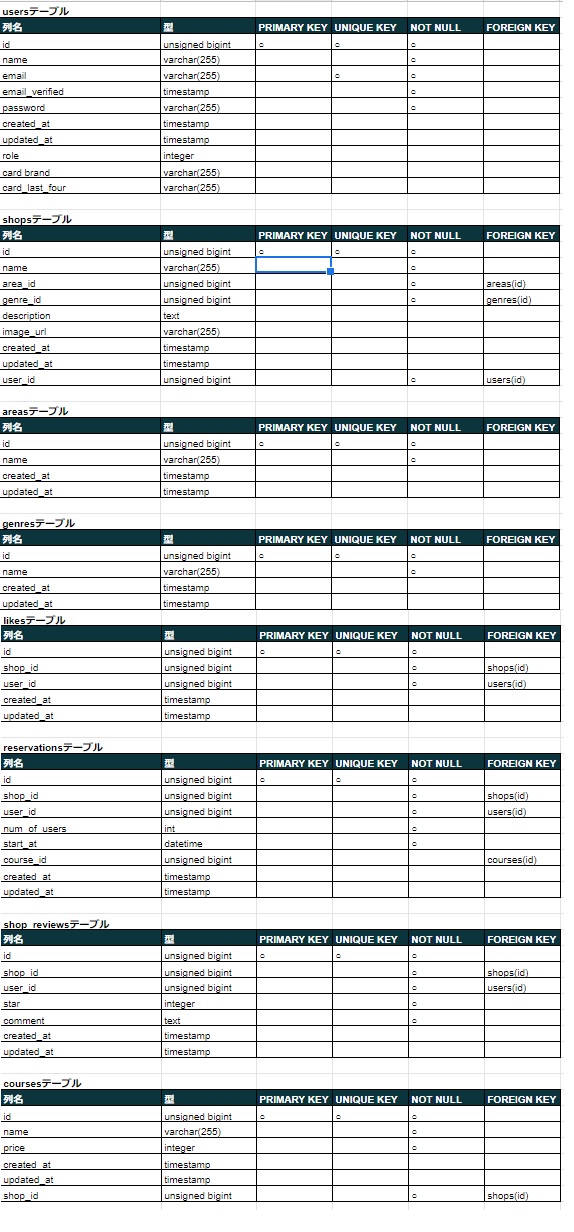 usersテーブル
列名 型 PRIMARY KEY UNIQUE KEY NOT NULL FOREIGN KEY
id unsigned bigint ○ ○ ○
name varchar(255) ○
email varchar(255) ○ ○
email_verified timestamp ○
password varchar(255) ○
created_at timestamp
updated_at timestamp
role integer
card brand varchar(255)
card_last_four varchar(255)
shopsテーブル
列名 型 PRIMARY KEY UNIQUE KEY NOT NULL FOREIGN KEY
id unsigned bigint ○ ○ ○
name varchar(255) ○
area_id unsigned bigint ○ areas(id)
genre_id unsigned bigint ○ genres(id)
description text
image_url varchar(255)
created_at timestamp
updated_at timestamp
user_id unsigned bigint ○ users(id)
areasテーブル
列名 型 PRIMARY KEY UNIQUE KEY NOT NULL FOREIGN KEY
id unsigned bigint ○ ○ ○
name varchar(255) ○
created_at timestamp
updated_at timestamp
genresテーブル
列名 型 PRIMARY KEY UNIQUE KEY NOT NULL FOREIGN KEY
id unsigned bigint ○ ○ ○
name varchar(255) ○
created_at timestamp
updated_at timestamp
likesテーブル
列名 型 PRIMARY KEY UNIQUE KEY NOT NULL FOREIGN KEY
id unsigned bigint ○ ○ ○
shop_id unsigned bigint ○ shops(id)
user_id unsigned bigint ○ users(id)
created_at timestamp
updated_at timestamp
reservationsテーブル
列名 型 PRIMARY KEY UNIQUE KEY NOT NULL FOREIGN KEY
id unsigned bigint ○ ○ ○
shop_id unsigned bigint ○ shops(id)
user_id unsigned bigint ○ users(id)
num_of_users int ○
start_at datetime ○
course_id unsigned bigint courses(id)
created_at timestamp
updated_at timestamp
shop_reviewsテーブル
列名 型 PRIMARY KEY UNIQUE KEY NOT NULL FOREIGN KEY
id unsigned bigint ○ ○ ○
shop_id unsigned bigint ○ shops(id)
user_id unsigned bigint ○ users(id)
star integer ○
comment text ○
created_at timestamp
updated_at timestamp
coursesテーブル
列名 型 PRIMARY KEY UNIQUE KEY NOT NULL FOREIGN KEY
id unsigned bigint ○ ○ ○
name varchar(255) ○
price integer ○
created_at timestamp
updated_at timestamp
shop_id unsigned bigint ○ shops(id)